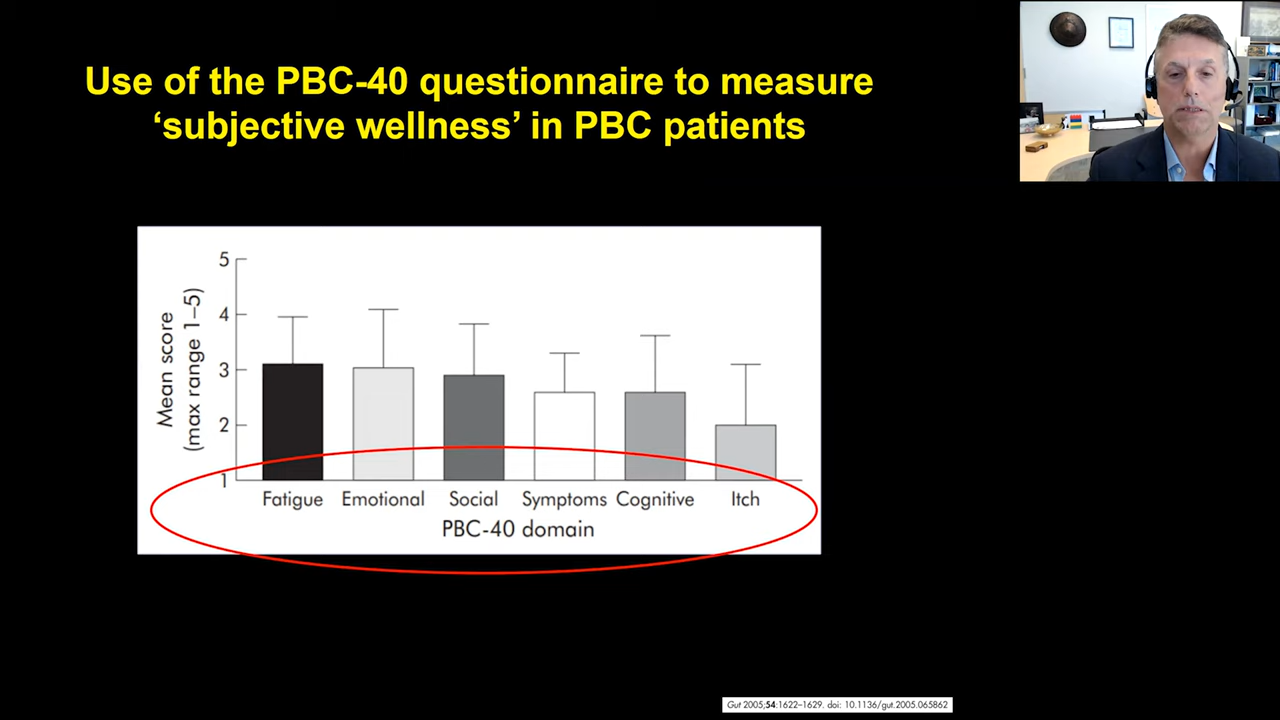 Use of the PBC-40 questionnaire to measure
‘subjective wellness’ in PBC patients
Mean score
(max range 1–5)
5
4
3
2
1
Fatigue Emotional Social Symptoms Cognitive Itch
PBC-40 domain
Gut 2005;54:1622–1629. doi: 10.1136/gut.2005.065862